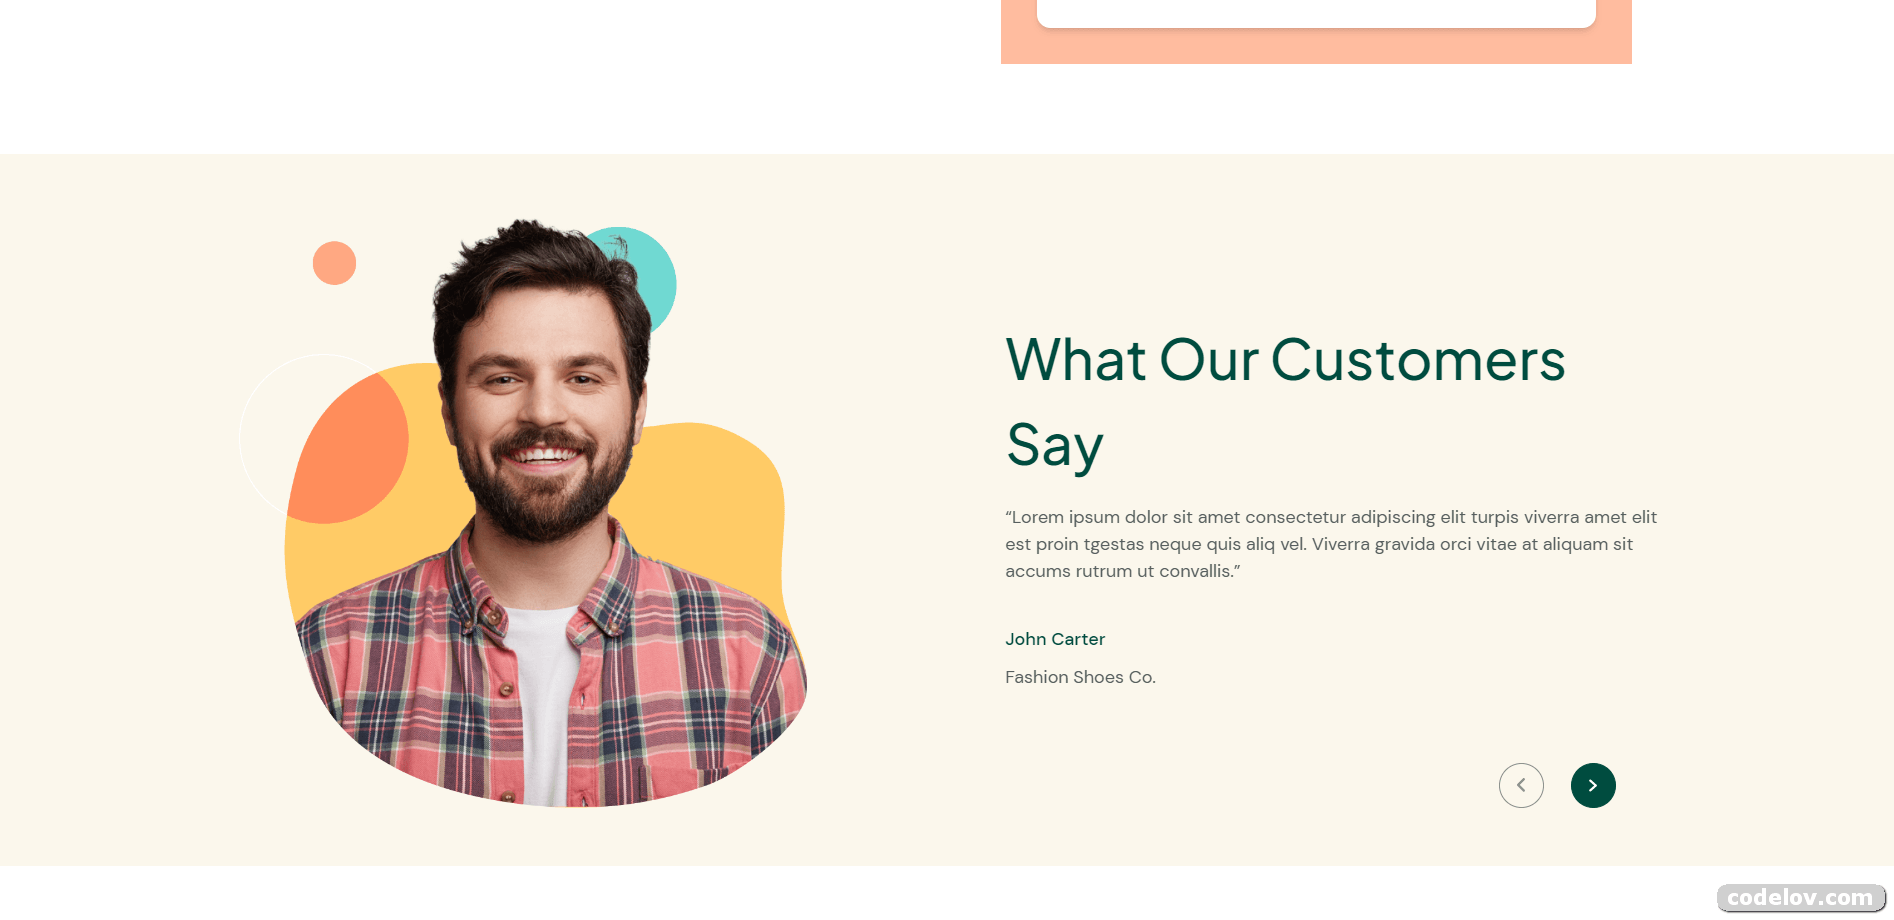 What Our Customers
Say
“Lorem ipsum dolor sit amet consectetur adipiscing elit turpis viverra amet elit
est proin tgestas neque quis aliq vel. Viverra gravida orci vitae at aliquam sit
accums rutrum ut convallis.”
John Carter
Fashion Shoes Co.
codelov.com